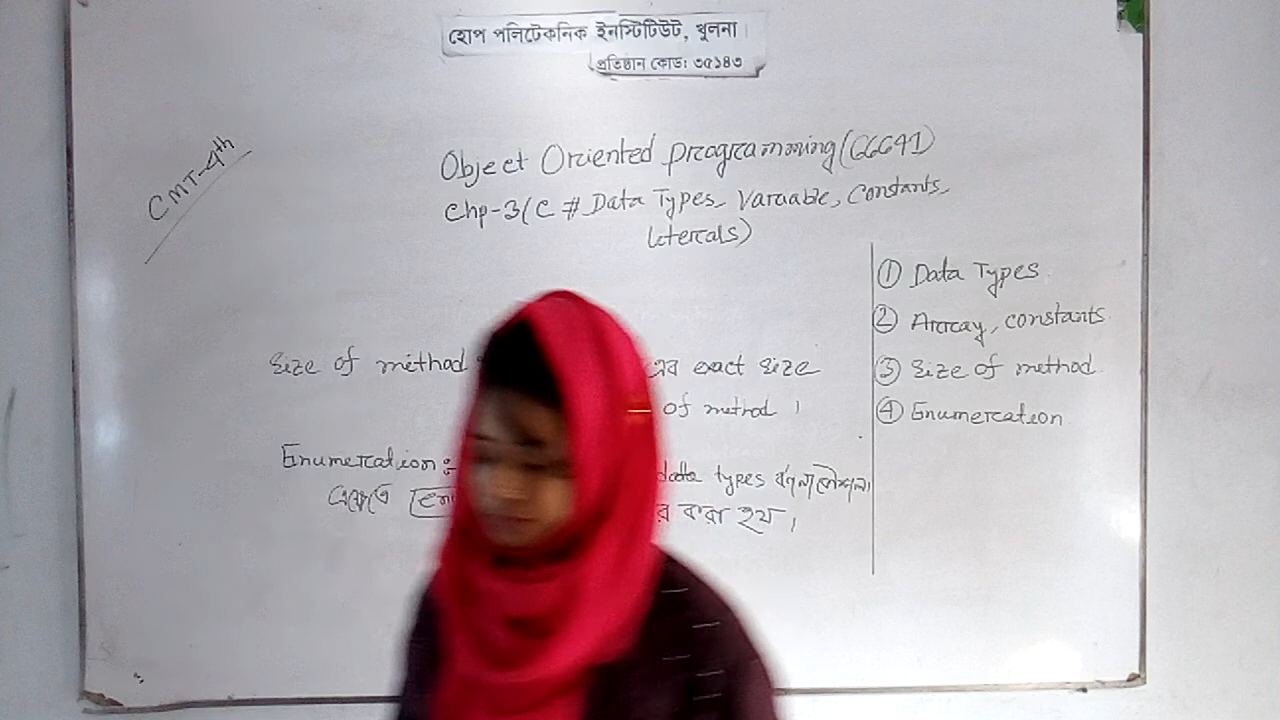 হোপ পলিটেকনিক ইনস্টিটিউট, খুলনা।
প্রতিষ্ঠান কোড: ৩৫১৪৩
CMT-4th
Object Oriented programming (66641)
Chp-3 (C # Data Types, Variable, Constants,
Leterals)
① Data Types
② Array, constants
③ Size of method
④ Enumeration
Size of method এর exact size
of method ।
Enumeration: data types
করা হয়।